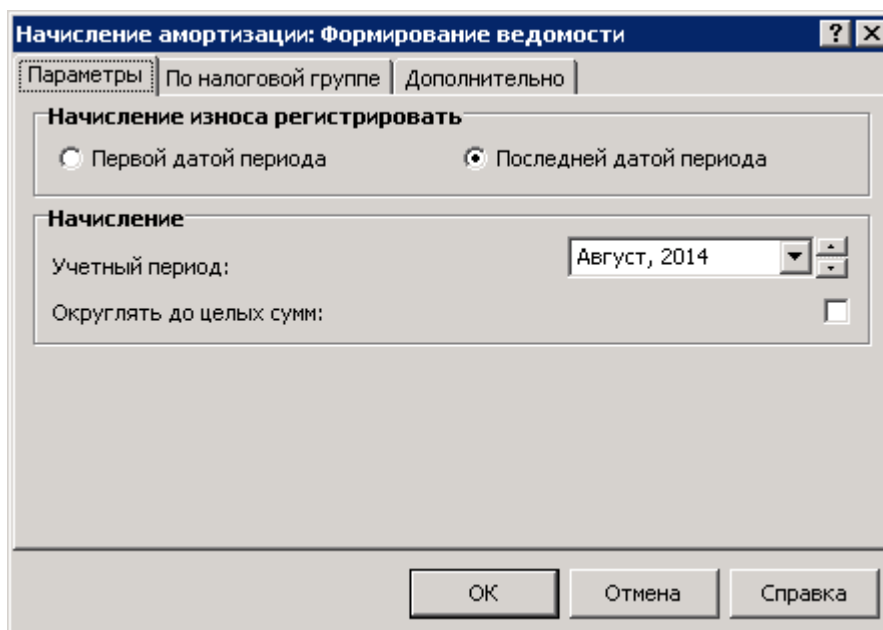 Начисление амортизации: Формирование ведомости
Параметры По налоговой группе Дополнительно
Начисление износа регистрировать
Первой датой периода Последней датой периода
Начисление
Учетный период: Август, 2014
Округлять до целых сумм:
ОК Отмена Справка